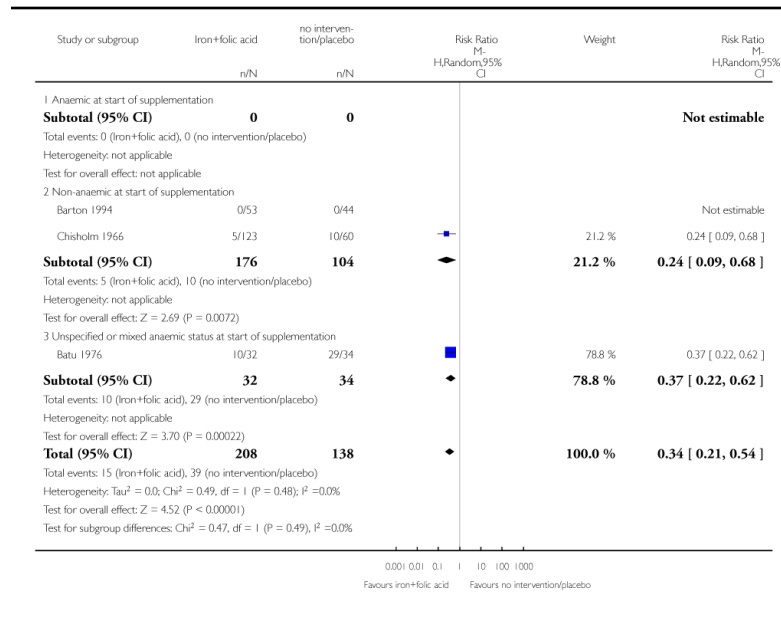 Study or subgroup Iron+folic acid no interven-tion/placebo Risk Ratio Weight Risk Ratio
M-H,Random,95% CI M-H,Random,95% CI
n/N n/N
1 Anaemic at start of supplementation
Subtotal (95% CI) 0 0 Not estimable
Total events: 0 (Iron+folic acid), 0 (no intervention/placebo)
Heterogeneity: not applicable
Test for overall effect: not applicable
2 Non-anaemic at start of supplementation
Barton 1994 0/53 0/44 Not estimable
Chisholm 1966 5/123 10/60 21.2 % 0.24 [ 0.09, 0.68 ]
Subtotal (95% CI) 176 104 21.2 % 0.24 [ 0.09, 0.68 ]
Total events: 5 (Iron+folic acid), 10 (no intervention/placebo)
Heterogeneity: not applicable
Test for overall effect: Z = 2.69 (P = 0.0072)
3 Unspecified or mixed anaemic status at start of supplementation
Batu 1976 10/32 29/34 78.8 % 0.37 [ 0.22, 0.62 ]
Subtotal (95% CI) 32 34 78.8 % 0.37 [ 0.22, 0.62 ]
Total events: 10 (Iron+folic acid), 29 (no intervention/placebo)
Heterogeneity: not applicable
Test for overall effect: Z = 3.70 (P = 0.00022)
Total (95% CI) 208 138 100.0 % 0.34 [ 0.21, 0.54 ]
Total events: 15 (Iron+folic acid), 39 (no intervention/placebo)
Heterogeneity: Tau² = 0.0; Chi² = 0.49, df = 1 (P = 0.48); I² =0.0%
Test for overall effect: Z = 4.52 (P < 0.00001)
Test for subgroup differences: Chi² = 0.47, df = 1 (P = 0.49), I² =0.0%
0.001 0.01 0.1 1 10 100 1000
Favours iron+folic acid Favours no intervention/placebo